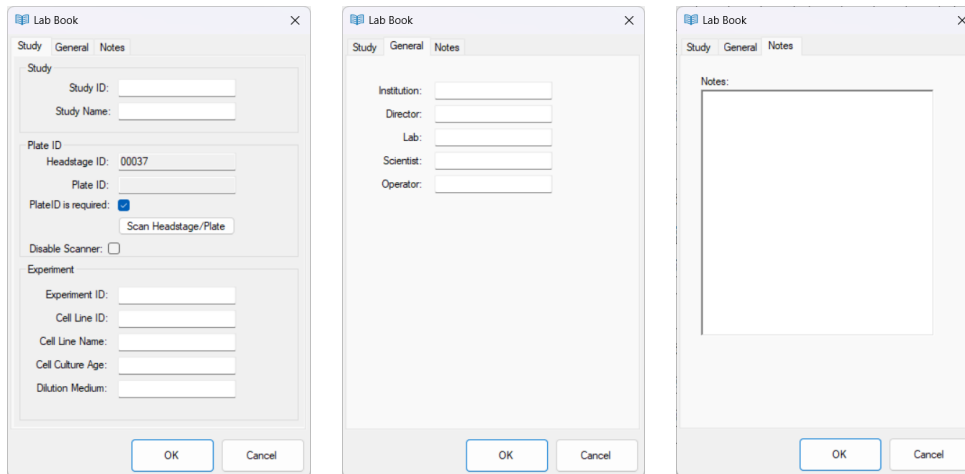 Lab Book
Study General Notes
Study
Study ID:
Study Name:
Plate ID
Headstage ID: 00037
Plate ID:
PlateID is required:
Scan Headstage/Plate
Disable Scanner:
Experiment
Experiment ID:
Cell Line ID:
Cell Line Name:
Cell Culture Age:
Dilution Medium:
OK Cancel
Lab Book
Study General Notes
Institution:
Director:
Lab:
Scientist:
Operator:
OK Cancel
Lab Book
Study General Notes
Notes:
OK Cancel